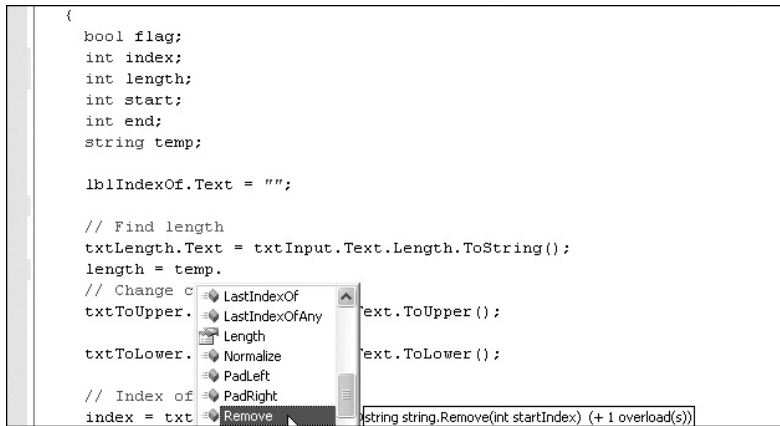 {
bool flag;
int index;
int length;
int start;
int end;
string temp;
lblIndexOf.Text = "";
// Find length
txtLength.Text = txtInput.Text.Length.ToString();
length = temp.
// Change c
txtToUpper. Text.ToUpper();
txtToLower. Text.ToLower();
// Index of
index = txt
LastIndexOf
LastIndexOfAny
Length
Normalize
PadLeft
PadRight
Remove
string string.Remove(int startIndex) (+ 1 overload(s))